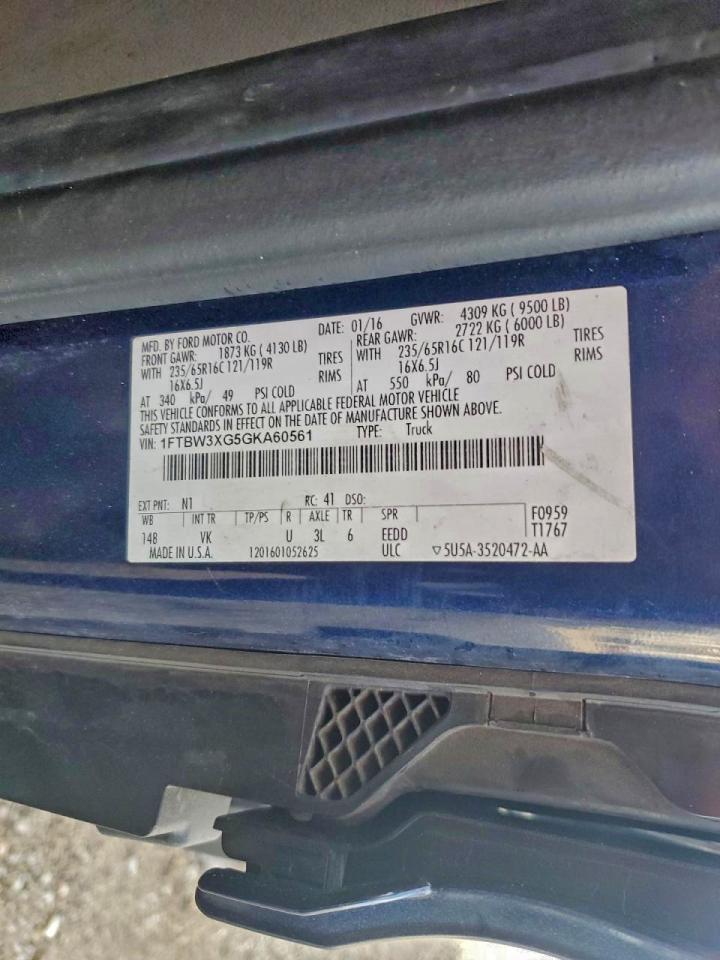 MFD. BY FORD MOTOR CO. DATE: 01/16 GVWR: 4309 KG ( 9500 LB)
FRONT GAWR: 1873 KG ( 4130 LB) REAR GAWR: 2722 KG ( 6000 LB)
WITH 235/65R16C 121/119R TIRES WITH 235/65R16C 121/119R TIRES
16X6.5J RIMS 16X6.5J RIMS
AT 340 kPa/ 49 PSI COLD AT 550 kPa/ 80 PSI COLD
THIS VEHICLE CONFORMS TO ALL APPLICABLE FEDERAL MOTOR VEHICLE
SAFETY STANDARDS IN EFFECT ON THE DATE OF MANUFACTURE SHOWN ABOVE.
VIN: 1FTBW3XG5GKA60561 TYPE: Truck
EXT PNT: N1 RC: 41 DSO:
WB INT TR TP/PS R AXLE TR SPR F0959
148 VK U 3L 6 EEDD T1767
MADE IN U.S.A. 1201601052625 ULC ▽5U5A-3520472-AA